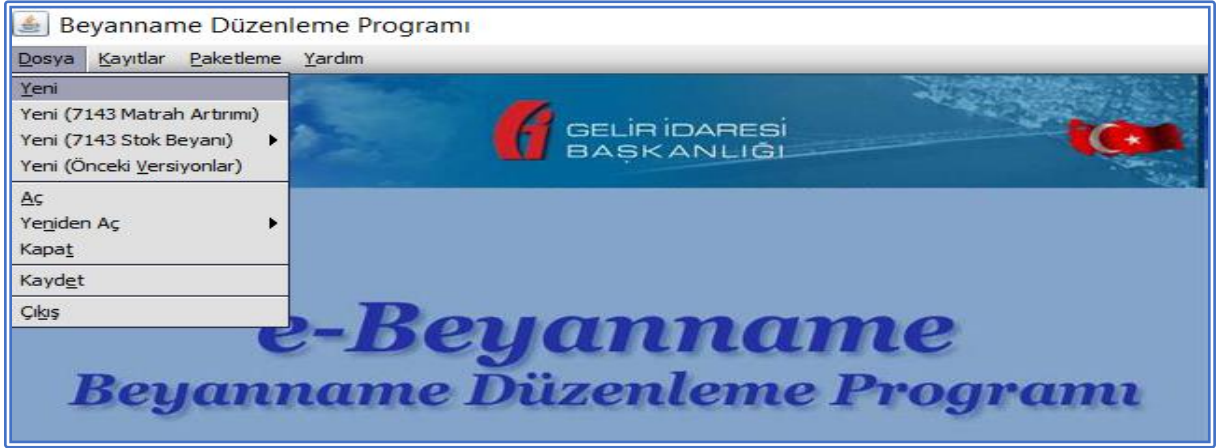 Beyanname Düzenleme Programı
Dosya Kayıtlar Paketleme Yardım
Yeni
Yeni (7143 Matrah Artırımı)
Yeni (7143 Stok Beyanı)
Yeni (Önceki Versiyonlar)
Aç
Yeniden Aç
Kapat
Kaydet
Çıkış
GELİR İDARESİ
BAŞKANLIĞI
e-Beyanname
Beyanname Düzenleme Programı